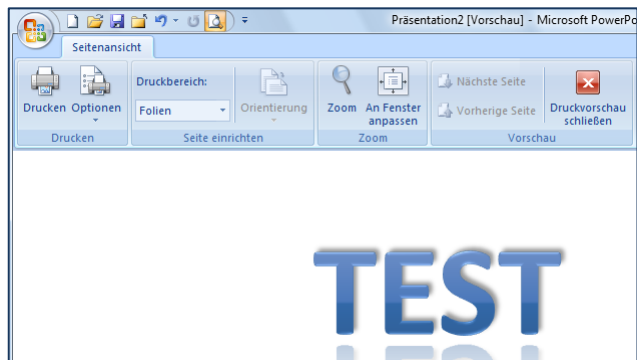 Präsentation2 [Vorschau] - Microsoft PowerPo
Seitenansicht
Drucken Optionen
Druckbereich:
Folien
Orientierung
Zoom An Fenster anpassen
Nächste Seite
Vorherige Seite
Druckvorschau schließen
Drucken
Seite einrichten
Zoom
Vorschau
TEST